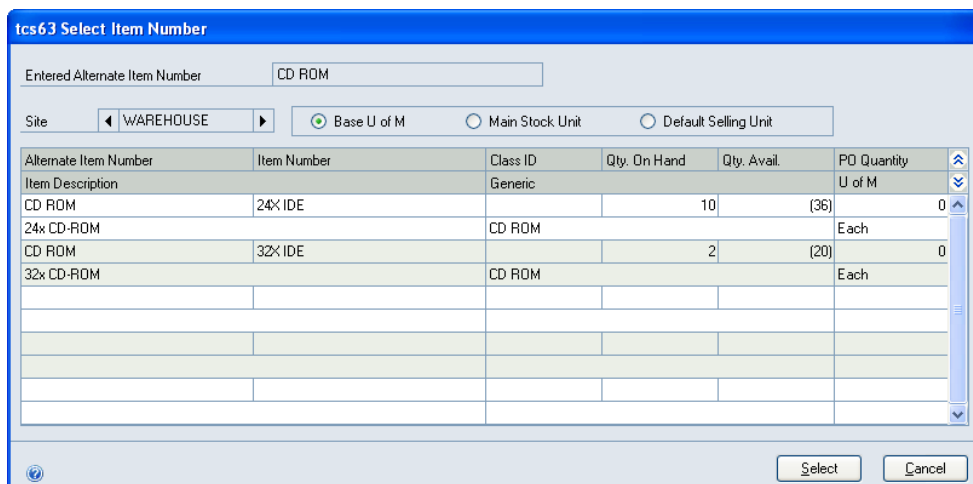 tcs63 Select Item Number
Entered Alternate Item Number CD ROM
Site WAREHOUSE Base U of M Main Stock Unit Default Selling Unit
Alternate Item Number Item Number Class ID Qty. On Hand Qty. Avail. PO Quantity
Item Description Generic U of M
CD ROM 24X IDE 10 (36) 0
24x CD-ROM CD ROM Each
CD ROM 32X IDE 2 (20) 0
32x CD-ROM CD ROM Each
Select Cancel